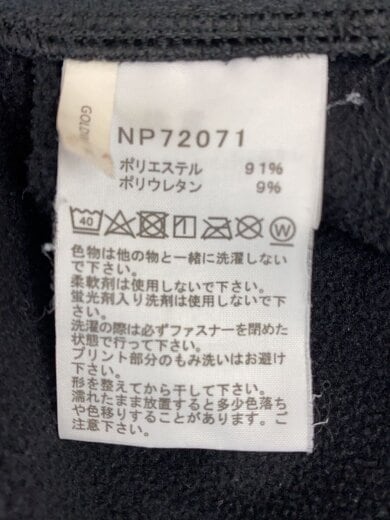 GOLDW
NP72071
ポリエステル 91%
ポリウレタン 9%
40
W
色物は他の物と一緒に洗濯しない
で下さい。
柔軟剤は使用しないで下さい。
蛍光剤入り洗剤は使用しないで下
さい。
洗濯の際は必ずファスナーを閉めた
状態で行って下さい。
プリント部分のもみ洗いはお避け
下さい。
形を整えてから干して下さい。
濡れたまま放置すると多少色落ち
や色移りすることがあります。ご
注意下さい。